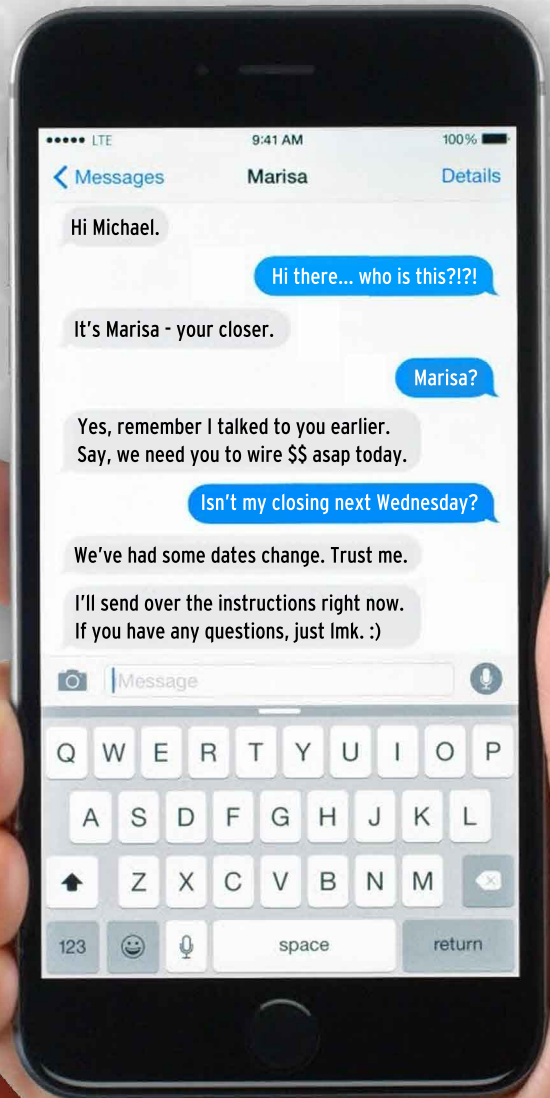 LTE 9:41 AM 100%
Messages Marisa Details
Hi Michael.
Hi there... who is this?!?!
It's Marisa - your closer.
Marisa?
Yes, remember I talked to you earlier.
Say, we need you to wire $$ asap today.
Isn't my closing next Wednesday?
We've had some dates change. Trust me.
I'll send over the instructions right now.
If you have any questions, just lmk. :)
Message
Q W E R T Y U I O P
A S D F G H J K L
Z X C V B N M
123 space return